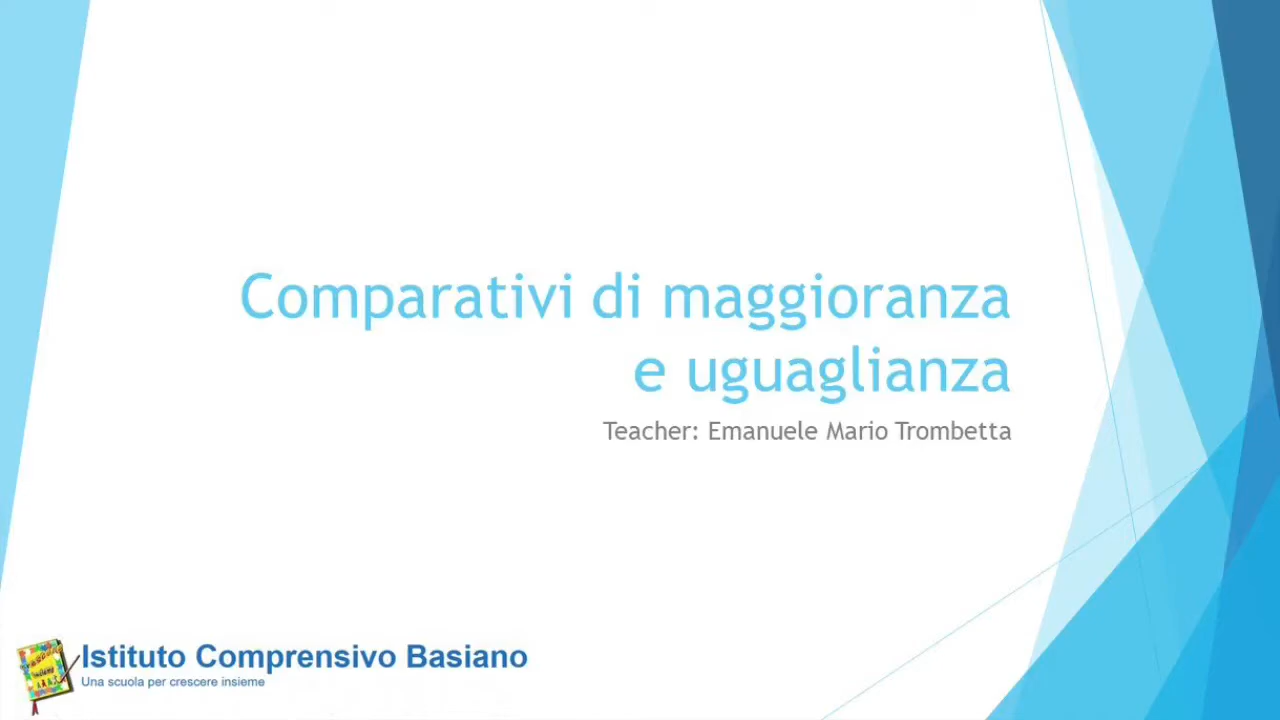 Comparativi di maggioranza
e uguaglianza
Teacher: Emanuele Mario Trombetta
Istituto Comprensivo Basiano
Una scuola per crescere insieme